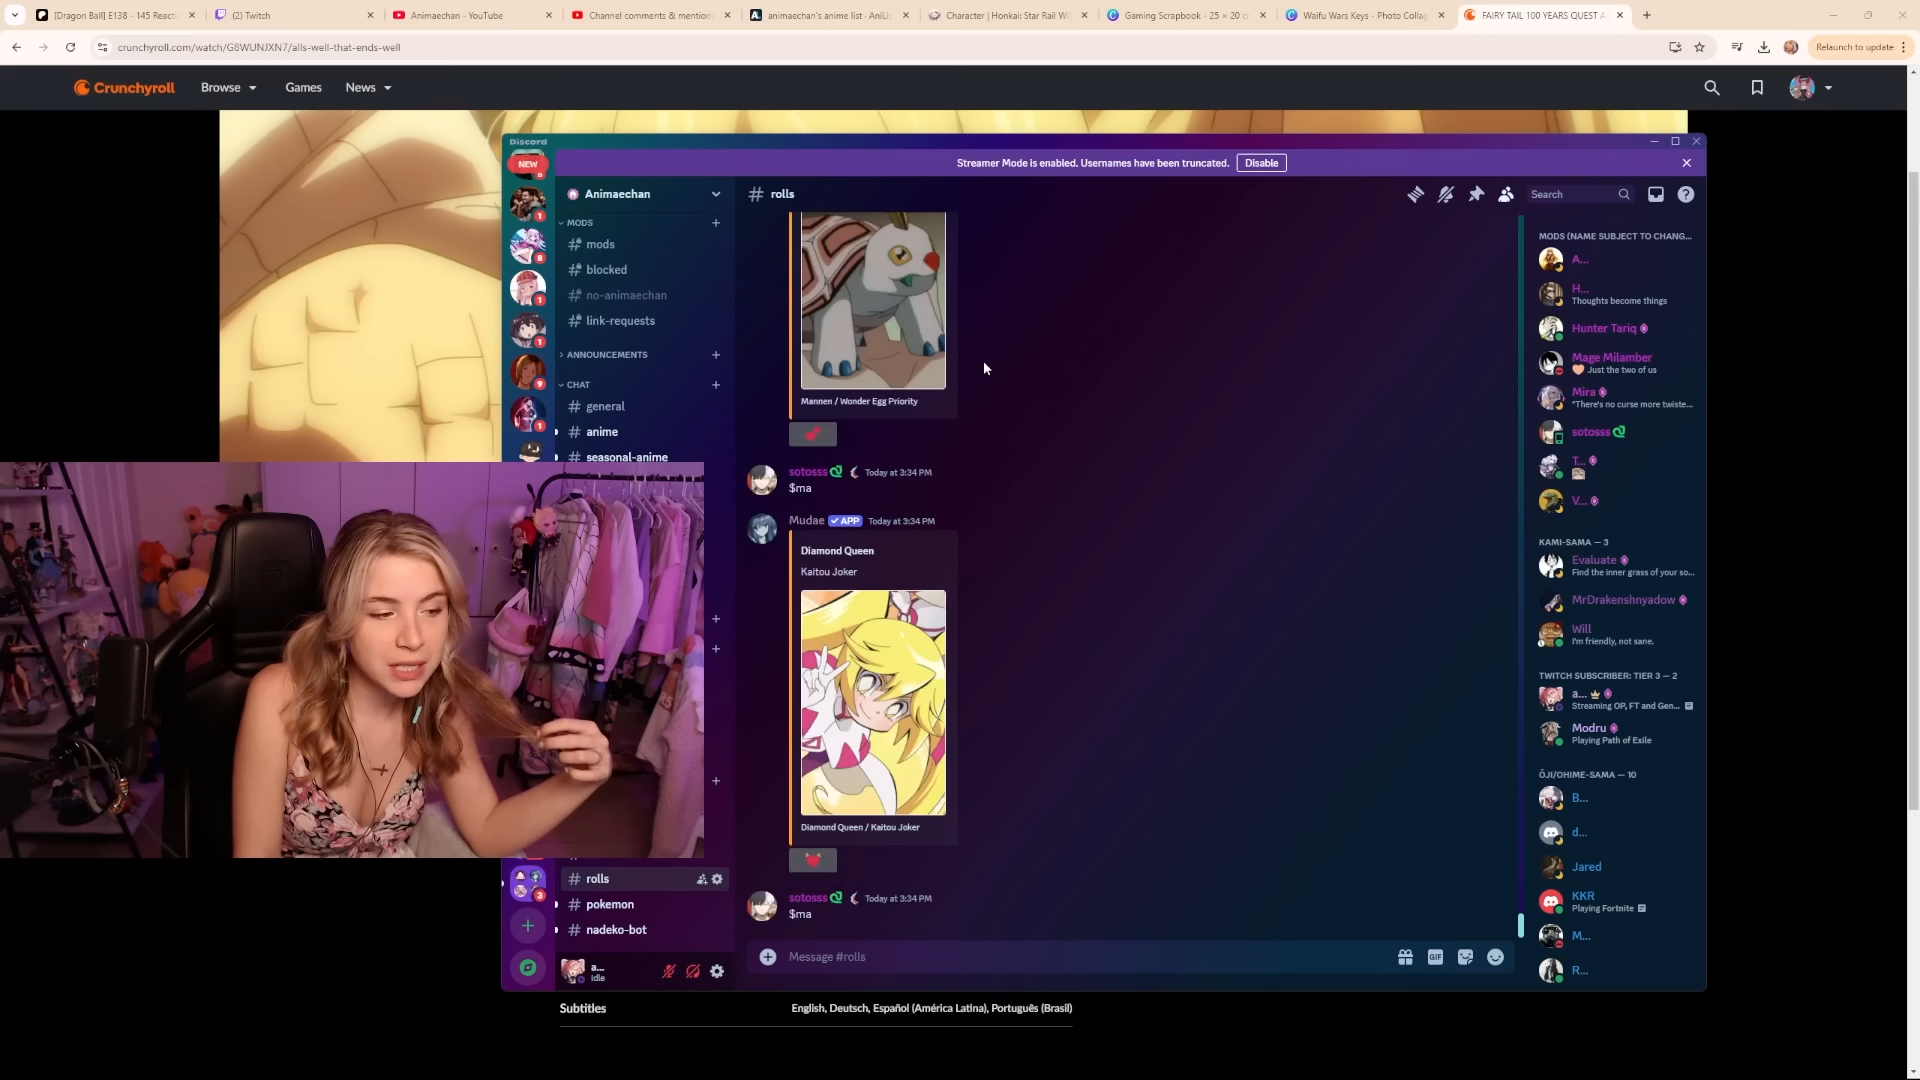 [Dragon Ball] E138 - 145 Reacti
(2) Twitch
Animaechan - YouTube
Channel comments & mention
animaechan's anime list · AniLi
Character | Honkai: Star Rail W
Gaming Scrapbook - 25 × 20 c
Waifu Wars Keys - Photo Collag
FAIRY TAIL 100 YEARS QUEST A
crunchyroll.com/watch/G8WUNJXN7/alls-well-that-ends-well
Relaunch to update
Crunchyroll
Browse
Games
News
Discord
NEW
Streamer Mode is enabled. Usernames have been truncated.
Disable
Animaechan
# rolls
Search
MODS
mods
blocked
no-animaechan
link-requests
ANNOUNCEMENTS
CHAT
general
anime
seasonal-anime
rolls
pokemon
nadeko-bot
a...
Idle
Mannen / Wonder Egg Priority
sotosss Today at 3:34 PM
$ma
Mudae APP Today at 3:34 PM
Diamond Queen
Kaitou Joker
Diamond Queen / Kaitou Joker
sotosss Today at 3:34 PM
$ma
Message #rolls
GIF
MODS (NAME SUBJECT TO CHANG...
A...
H...
Thoughts become things
Hunter Tariq
Mage Milamber
Just the two of us
Mira
"There's no curse more twiste...
sotosss
T...
V...
KAMI-SAMA — 3
Evaluate
Find the inner grass of your so...
MrDrakenshnyadow
Will
I'm friendly, not sane.
TWITCH SUBSCRIBER: TIER 3 — 2
a...
Streaming OP, FT and Gen...
Modru
Playing Path of Exile
ŌJI/OHIME-SAMA — 10
B...
d...
Jared
KKR
Playing Fortnite
M...
R...
Subtitles
English, Deutsch, Español (América Latina), Português (Brasil)